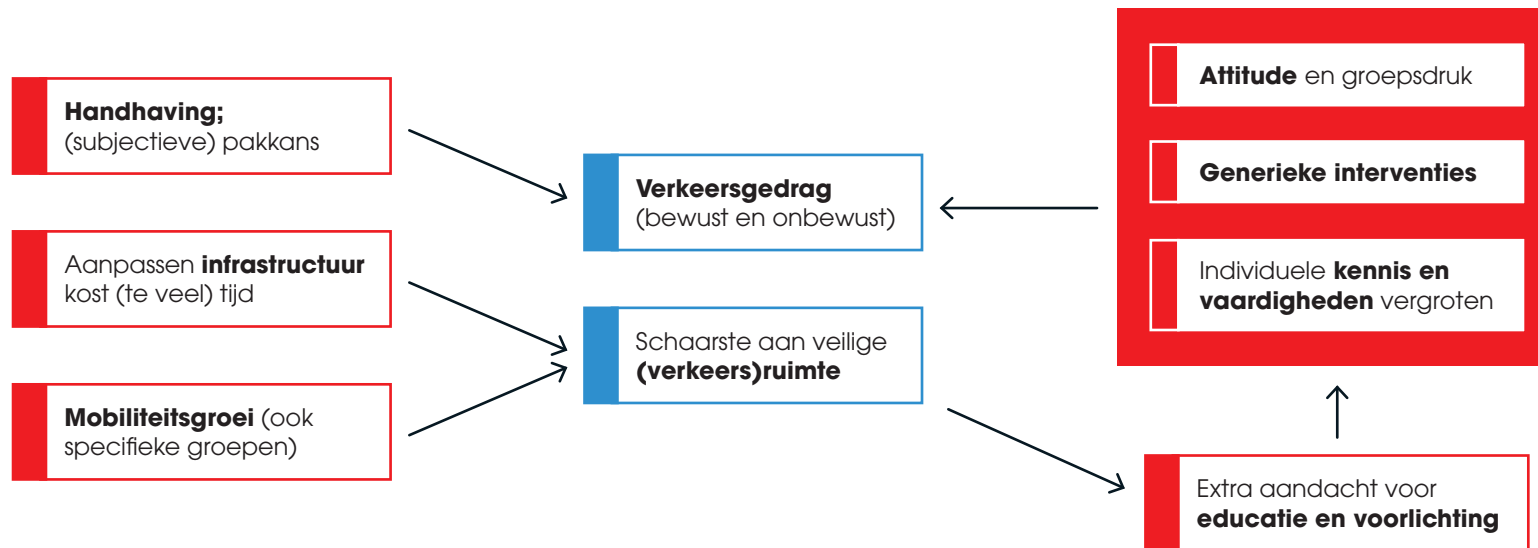 Handhaving;
(subjectieve) pakkans
Aanpassen infrastructuur
kost (te veel) tijd
Mobiliteitsgroei (ook
specifieke groepen)
Verkeersgedrag
(bewust en onbewust)
Schaarste aan veilige
(verkeers)ruimte
Attitude en groepsdruk
Generieke interventies
Individuele kennis en
vaardigheden vergroten
Extra aandacht voor
educatie en voorlichting